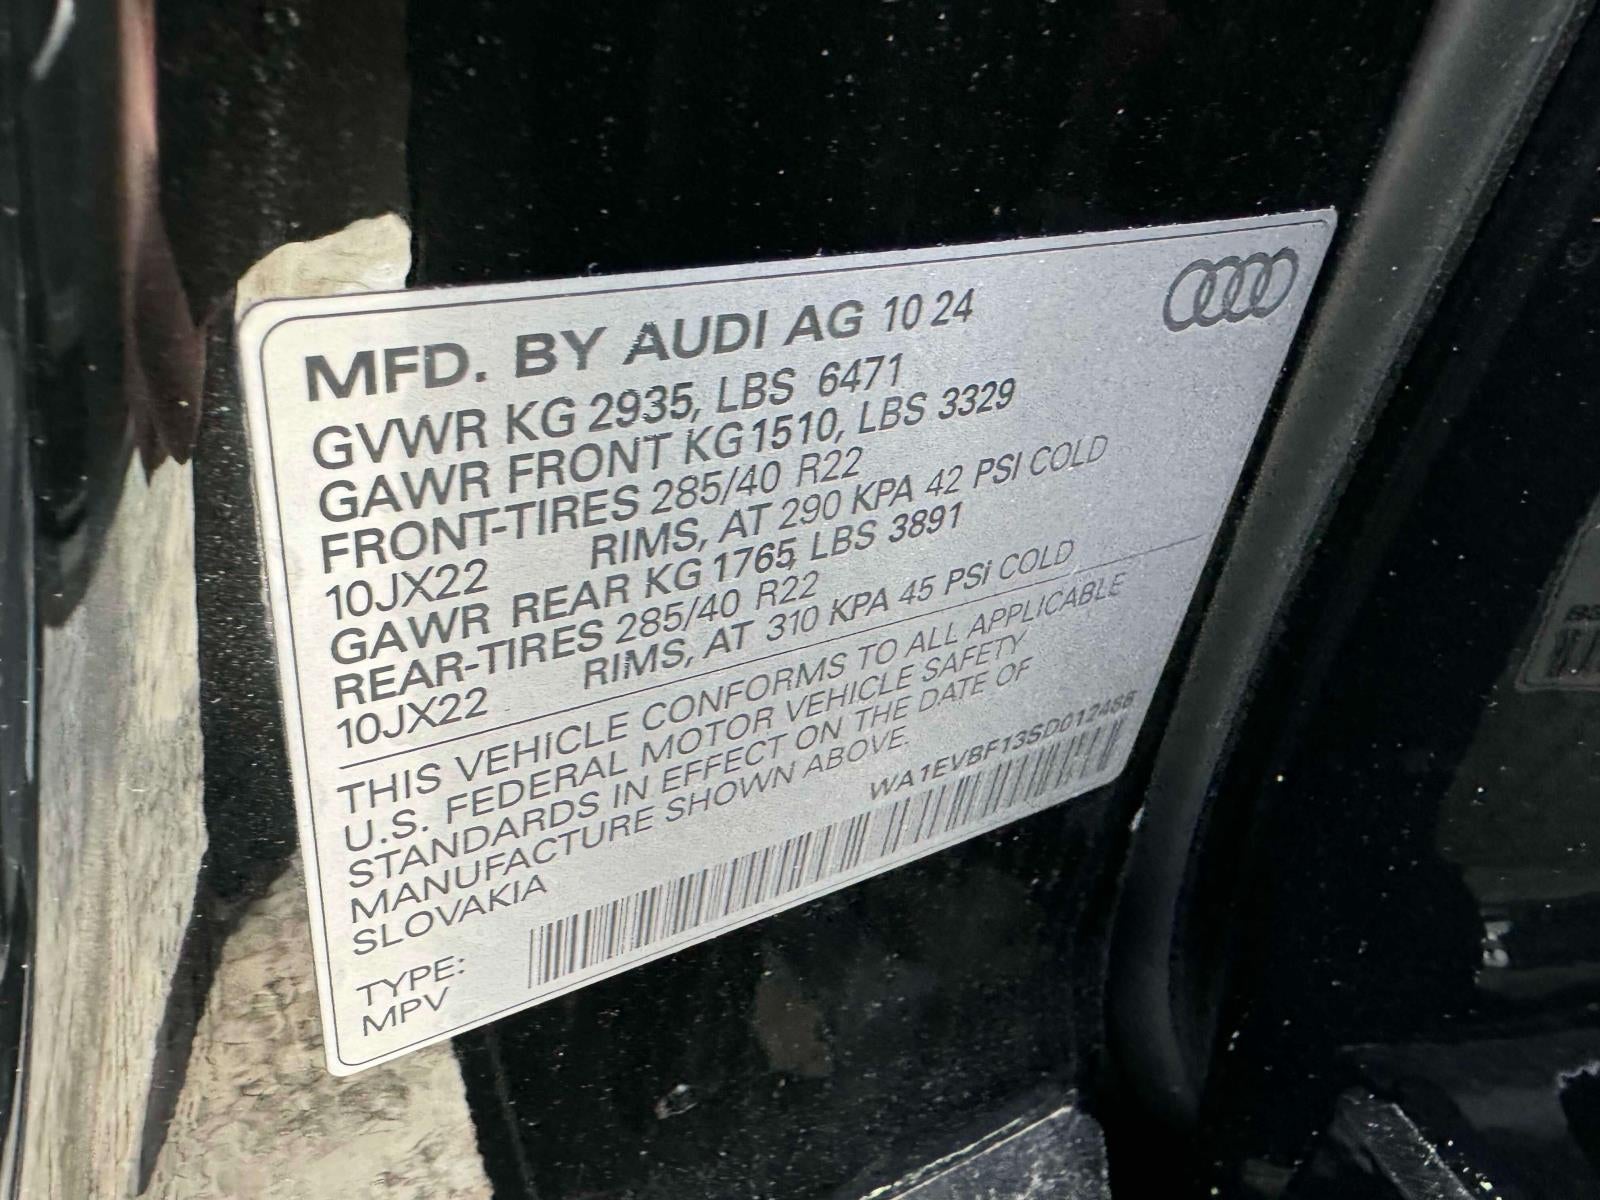 MFD. BY AUDI AG 10 24
GVWR KG 2935, LBS 6471
GAWR FRONT KG 1510, LBS 3329
FRONT-TIRES 285/40 R22
10JX22 RIMS, AT 290 KPA 42 PSI COLD
GAWR REAR KG 1765, LBS 3891
REAR-TIRES 285/40 R22
10JX22 RIMS, AT 310 KPA 45 PSi COLD
THIS VEHICLE CONFORMS TO ALL APPLICABLE
U.S. FEDERAL MOTOR VEHICLE SAFETY
STANDARDS IN EFFECT ON THE DATE OF
MANUFACTURE SHOWN ABOVE.
SLOVAKIA
WA1EVBF13SD012486
TYPE:
MPV